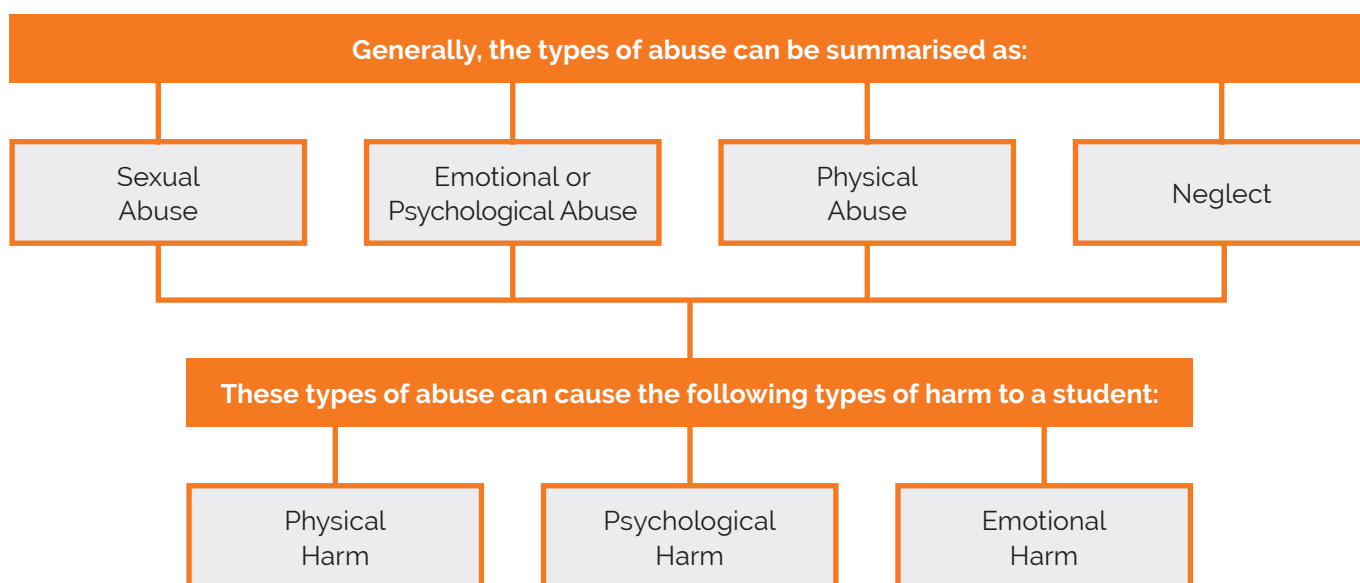 Generally, the types of abuse can be summarised as:
Sexual
Abuse
Emotional or
Psychological Abuse
Physical
Abuse
Neglect
These types of abuse can cause the following types of harm to a student:
Physical
Harm
Psychological
Harm
Emotional
Harm